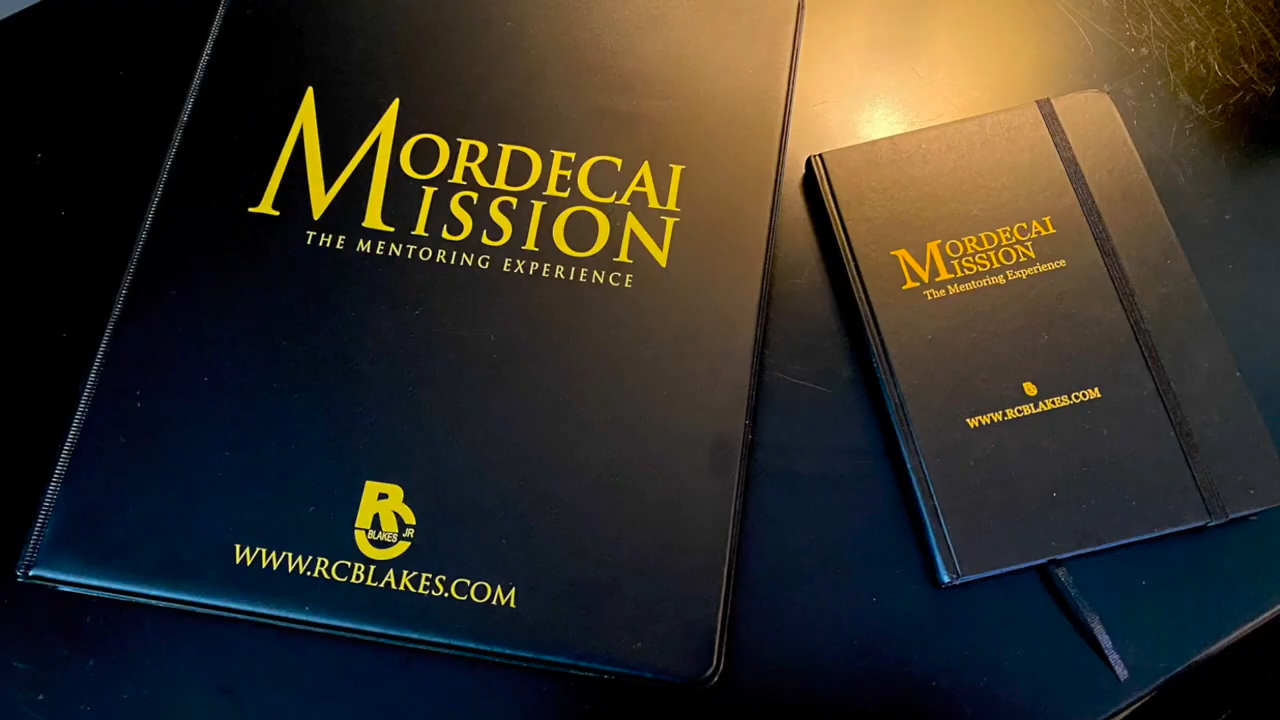 MORDECAI
MISSION
THE MENTORING EXPERIENCE
RC
BLAKES JR
WWW.RCBLAKES.COM
MORDECAI
MISSION
The Mentoring Experience
WWW.RCBLAKES.COM